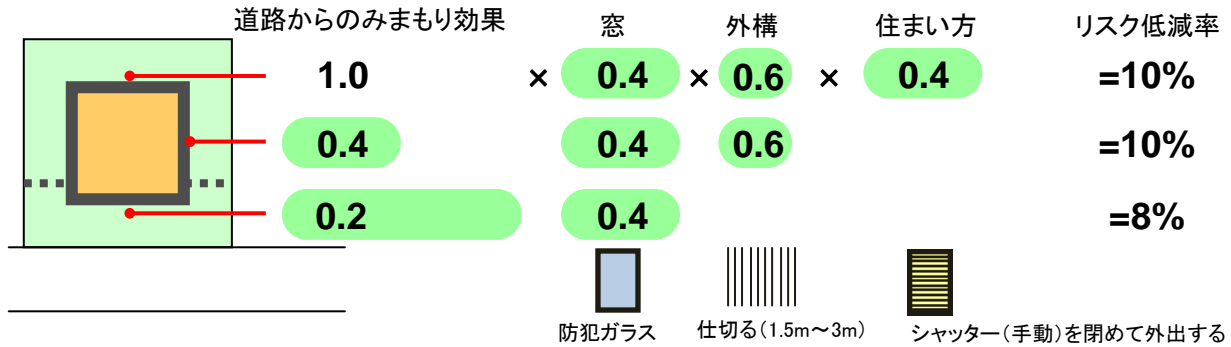 道路からのみまもり効果 窓 外構 住まい方 リスク低減率
1.0 × 0.4 × 0.6 × 0.4 =10%
0.4 0.4 0.6 =10%
0.2 0.4 =8%
防犯ガラス 仕切る(1.5m～3m) シャッター(手動)を閉めて外出する